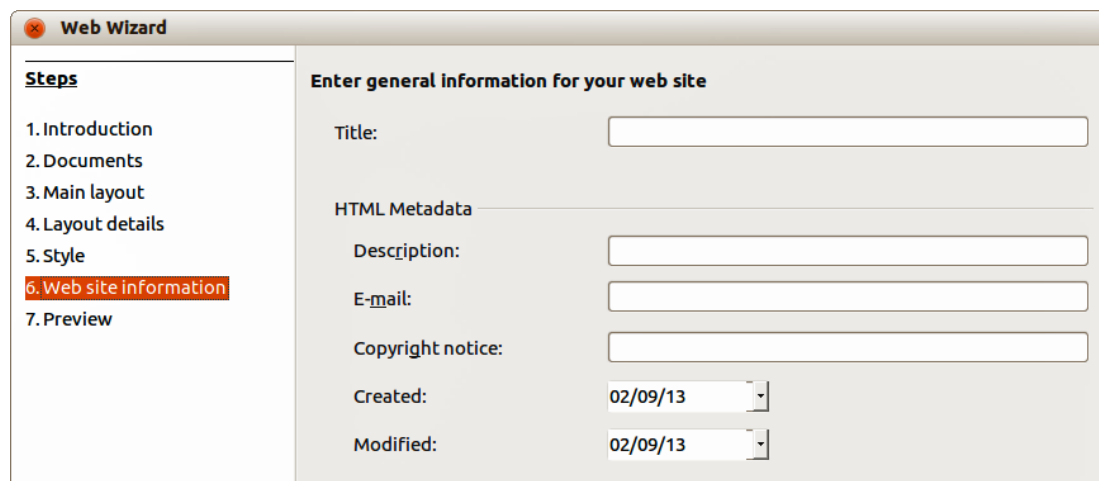 Web Wizard
Steps
1. Introduction
2. Documents
3. Main layout
4. Layout details
5. Style
6. Web site information
7. Preview
Enter general information for your web site
Title:
HTML Metadata
Description:
E-mail:
Copyright notice:
Created: 02/09/13
Modified: 02/09/13